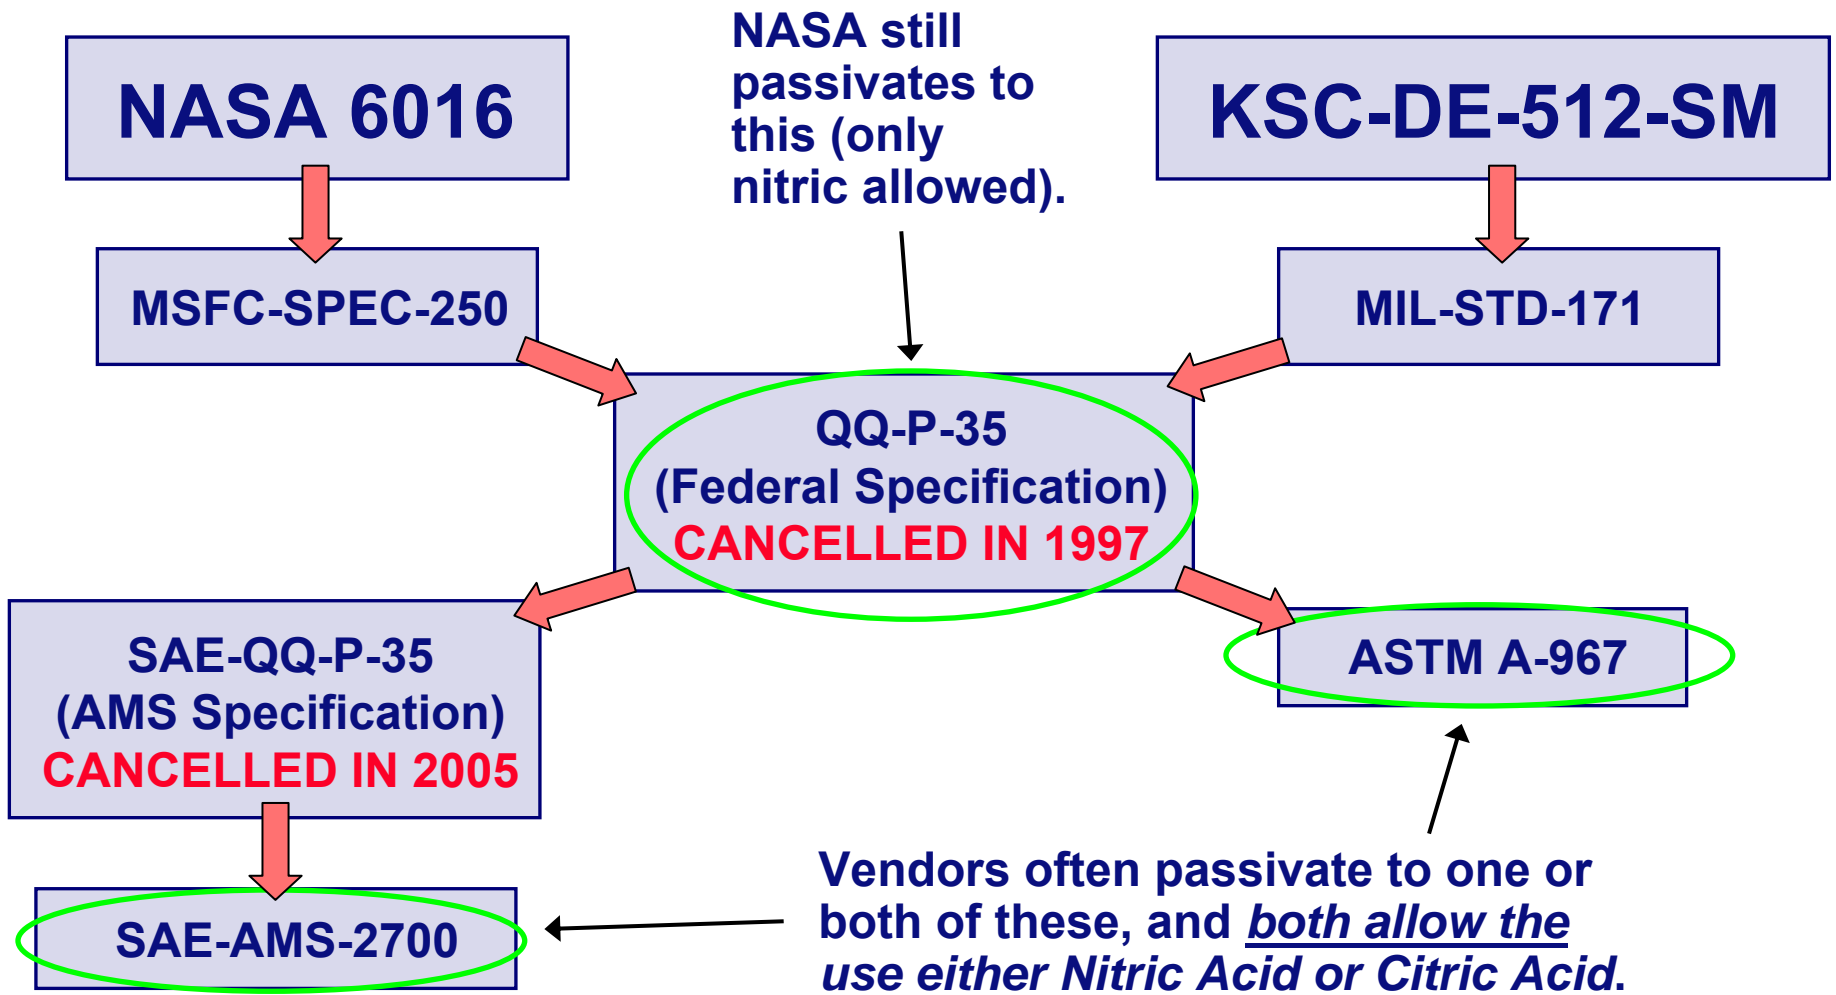 NASA 6016
NASA still
passivates to
this (only
nitric allowed).
KSC-DE-512-SM
MSFC-SPEC-250
MIL-STD-171
QQ-P-35
(Federal Specification)
CANCELLED IN 1997
SAE-QQ-P-35
(AMS Specification)
CANCELLED IN 2005
ASTM A-967
SAE-AMS-2700
Vendors often passivate to one or
both of these, and both allow the
use either Nitric Acid or Citric Acid.